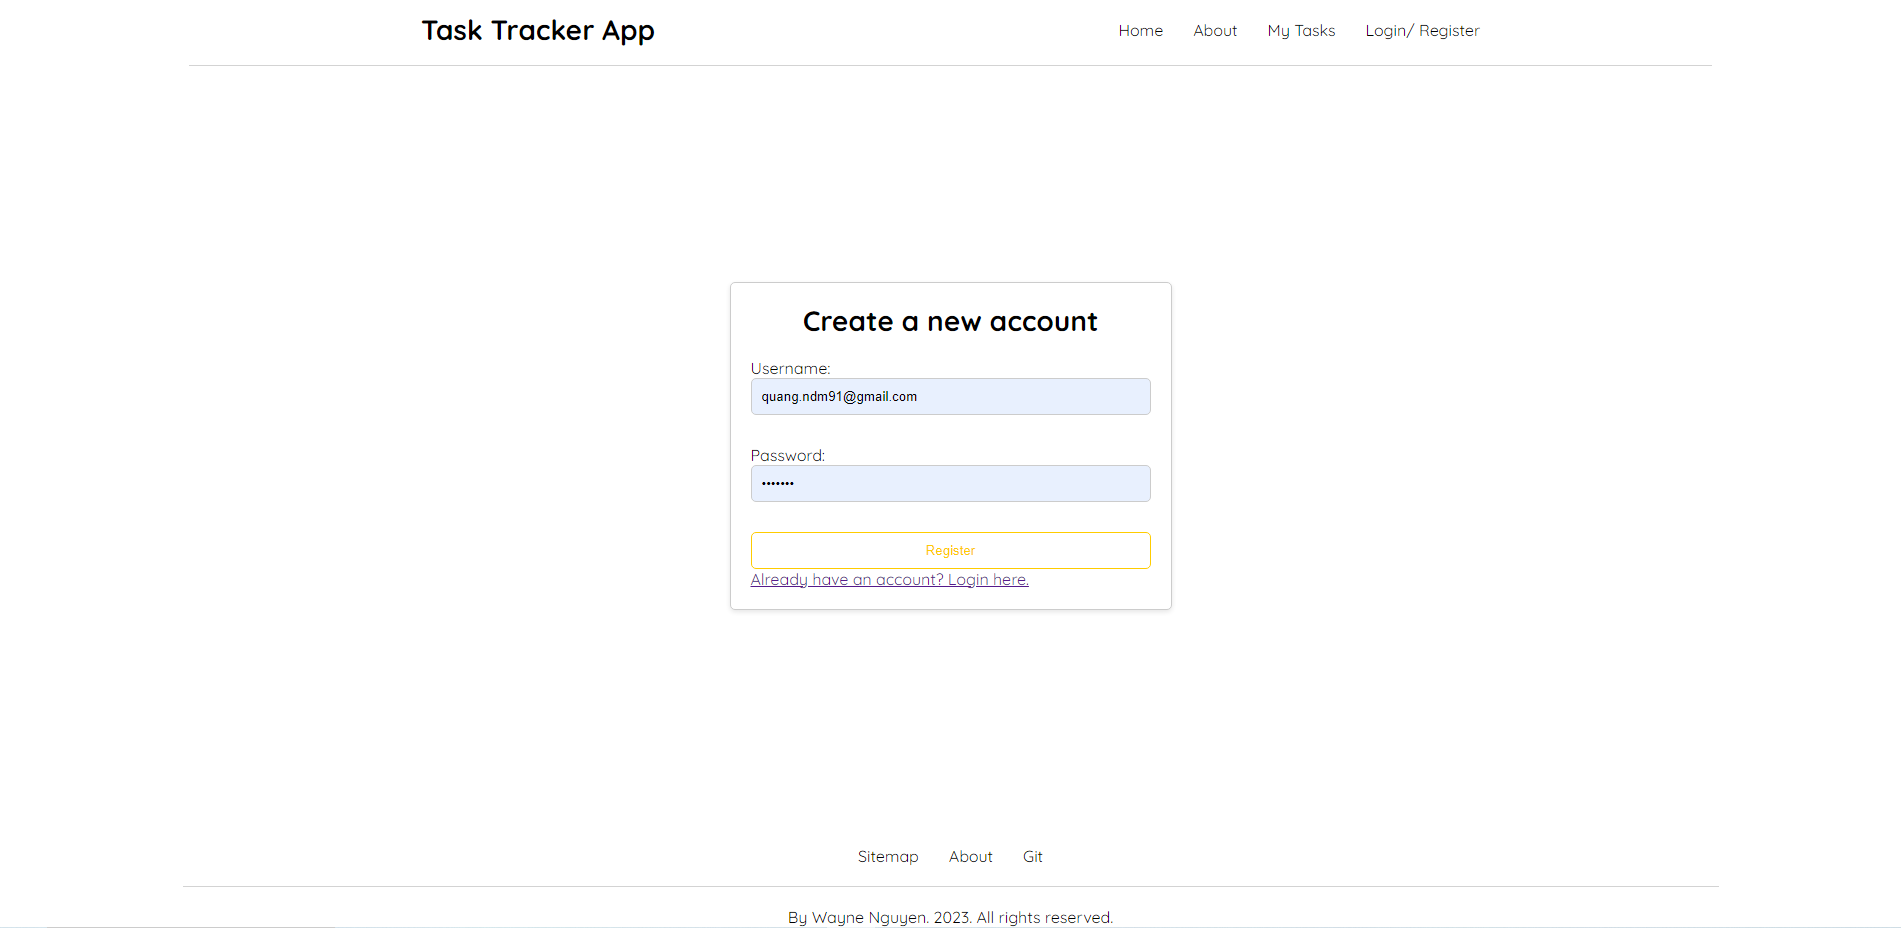 Task Tracker App Home About My Tasks Login/ Register
Create a new account
Username:
quang.ndm91@gmail.com
Password:
•••••••
Register
Already have an account? Login here.
Sitemap About Git
By Wayne Nguyen. 2023. All rights reserved.